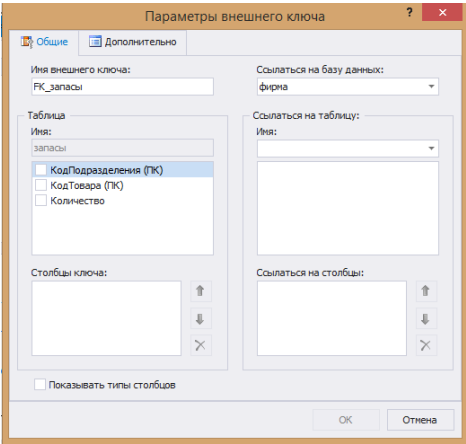 Параметры внешнего ключа
? ×
Общие Дополнительно
Имя внешнего ключа: Ссылаться на базу данных:
FK_запасы фирма
Таблица Ссылаться на таблицу:
Имя: Имя:
запасы
КодПодразделения (ПК)
КодТовара (ПК)
Количество
Столбцы ключа: Ссылаться на столбцы:
Показывать типы столбцов
OK Отмена